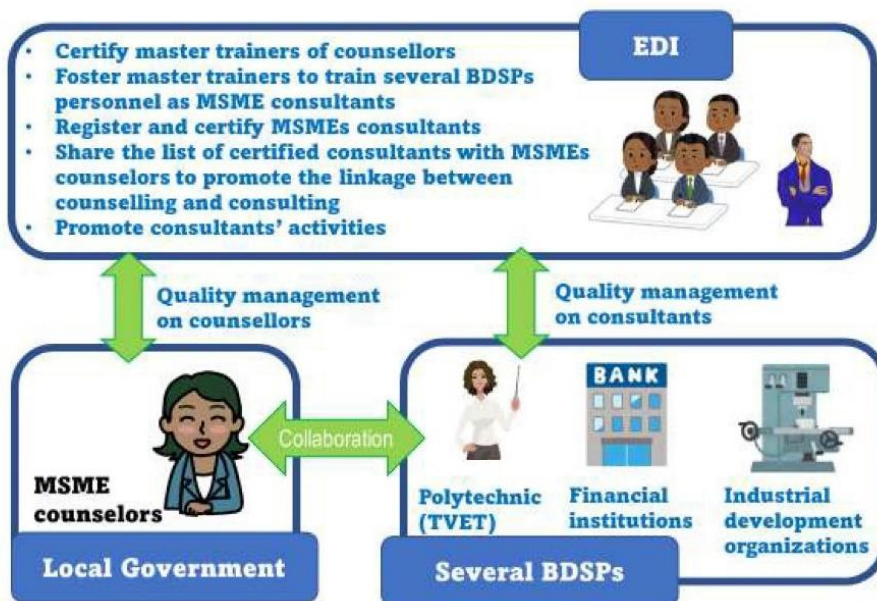 EDI
• Certify master trainers of counsellors
• Foster master trainers to train several BDSPs
personnel as MSME consultants
• Register and certify MSMEs consultants
• Share the list of certified consultants with MSMEs
counselors to promote the linkage between
counselling and consulting
• Promote consultants' activities
Quality management
on counsellors
Quality management
on consultants
MSME
counselors
Collaboration
BANK
Polytechnic
(TVET)
Financial
institutions
Industrial
development
organizations
Local Government
Several BDSPs